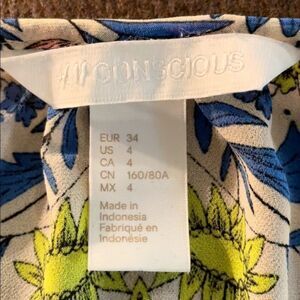 H&M CONSCIOUS
EUR 34
US 4
CA 4
CN 160/80A
MX 4
Made in
Indonesia
Fabriqué en
Indonésie